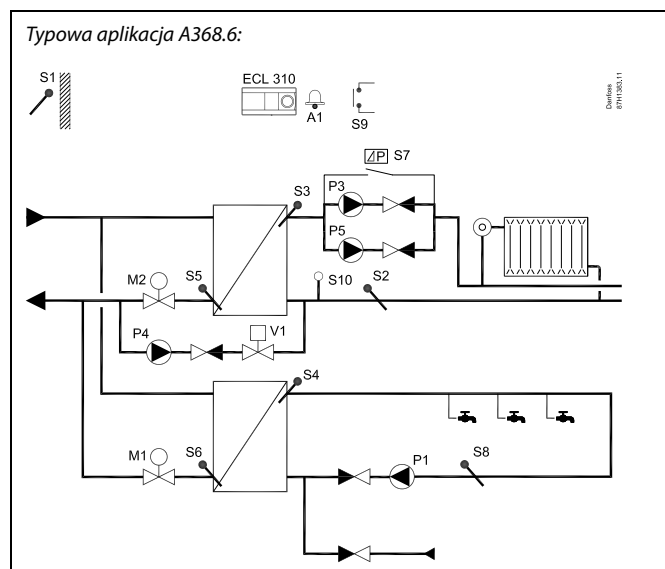 Typowa aplikacja A368.6:
S1
ECL 310
A1
S9
Danfoss
87H1383.11
P S7
S3
P3
P5
M2
S5
S10
S2
P4
V1
S4
M1
S6
P1
S8